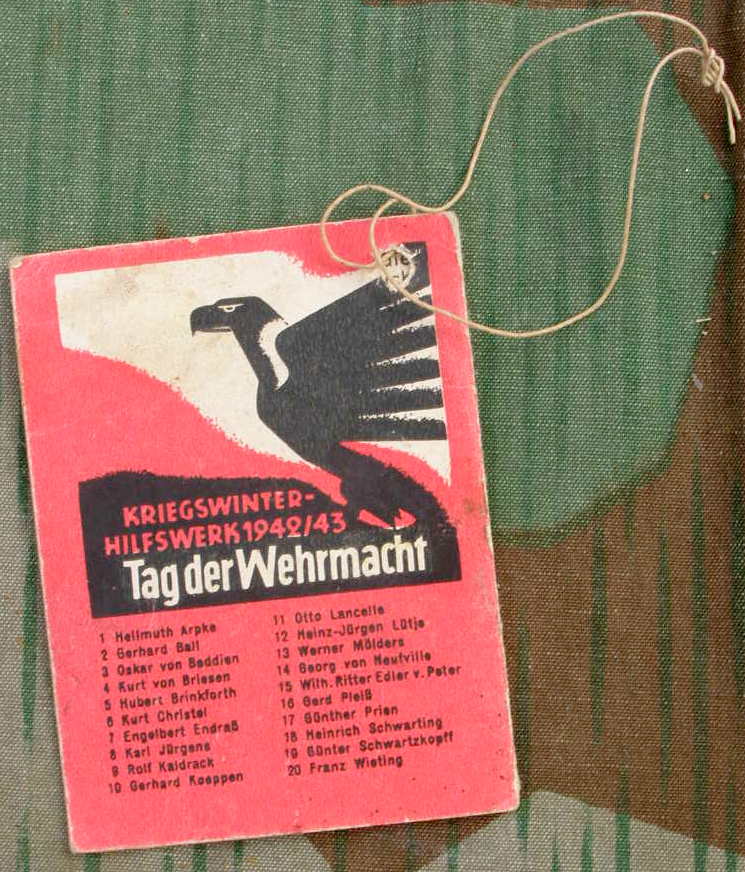 KRIEGSWINTER-
HILFSWERK 1942/43
Tag der Wehrmacht
1 Hellmuth Arpke
2 Gerhard Ball
3 Oskar von Boddien
4 Kurt von Briesen
5 Hubert Brinkforth
6 Kurt Christel
7 Engelbert Endraß
8 Karl Jürgens
9 Rolf Kaldrack
10 Gerhard Koeppen
11 Otto Lancelle
12 Heinz-Jürgen Lütje
13 Werner Mölders
14 Georg von Neufville
15 Wilh. Ritter Edler v. Peter
16 Gerd Pleiß
17 Günther Prien
18 Heinrich Schwarting
19 Günter Schwartzkopff
20 Franz Wieting